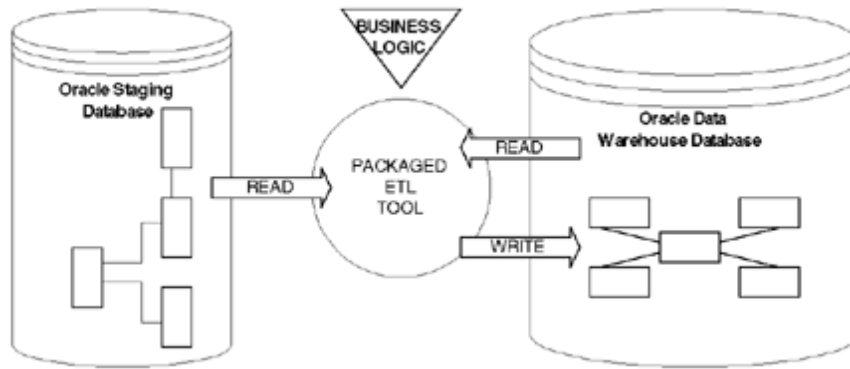 BUSINESS
LOGIC
Oracle Staging
Database
Oracle Data
Warehouse Database
READ
PACKAGED
ETL
TOOL
READ
WRITE